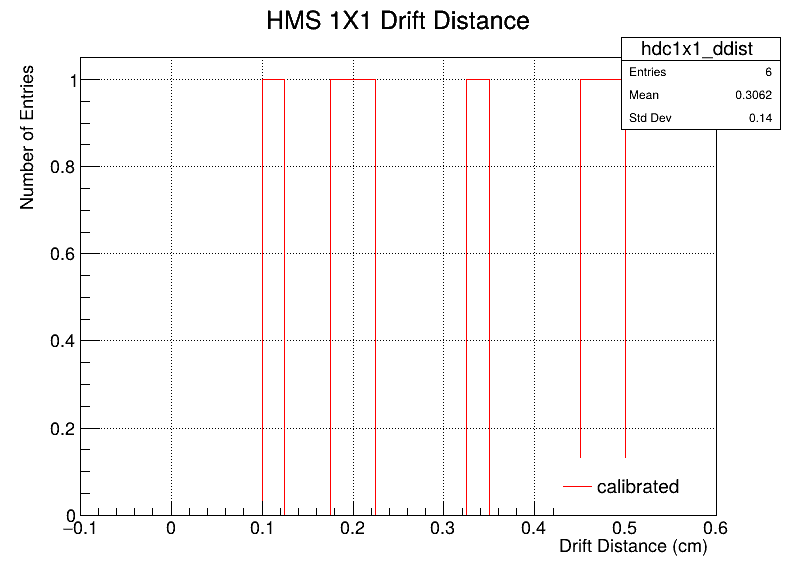 HMS 1X1 Drift Distance
hdc1x1_ddist
Entries 6
Mean 0.3062
Std Dev 0.14
Number of Entries
1
0.8
0.6
0.4
0.2
0
−0.1 0 0.1 0.2 0.3 0.4 0.5 0.6
calibrated
Drift Distance (cm)